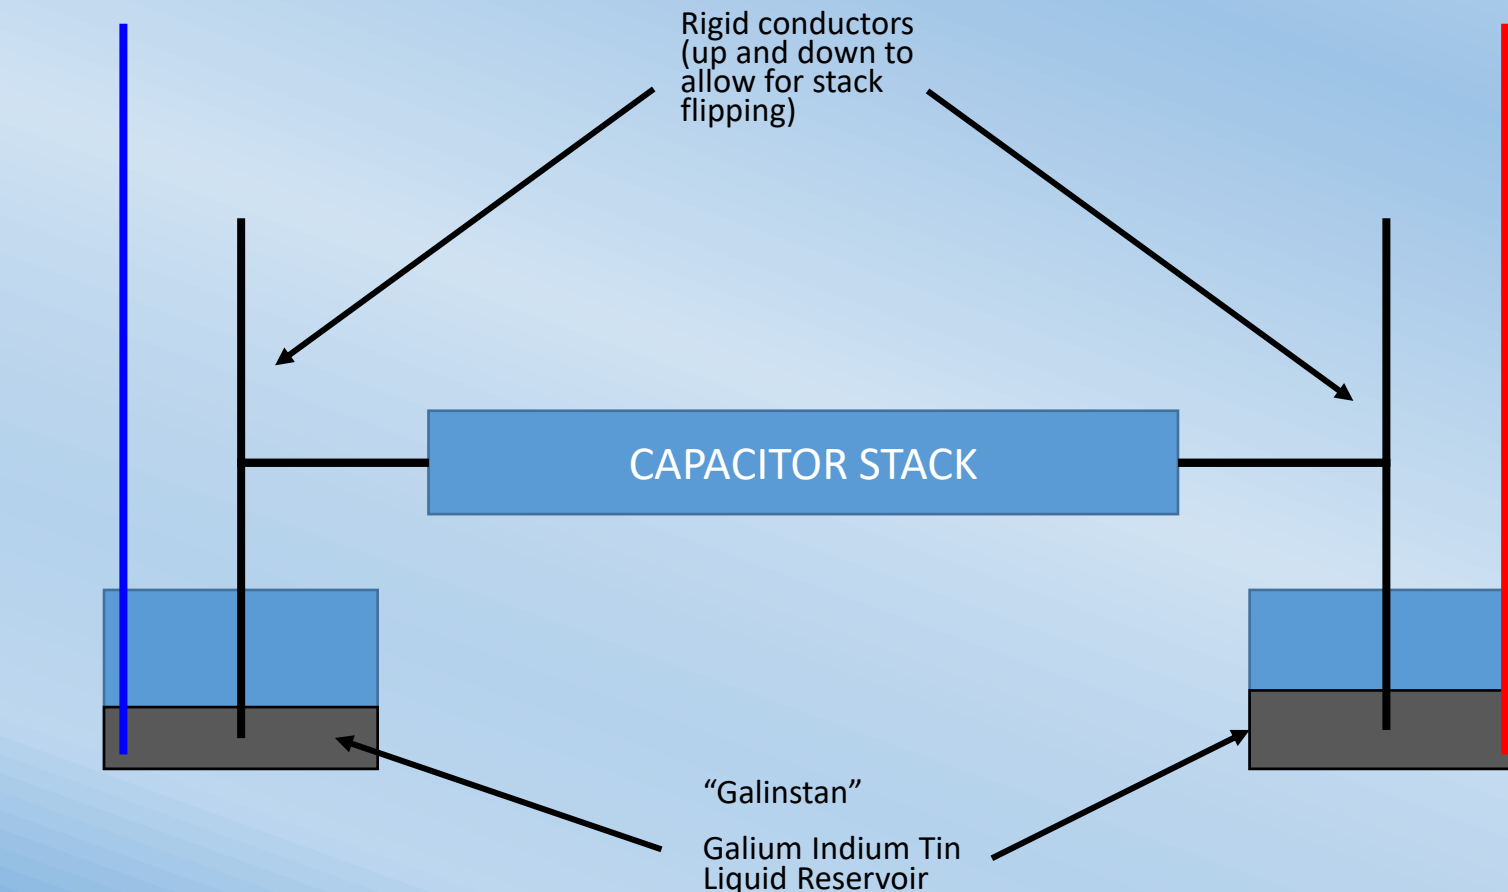 Rigid conductors
(up and down to
allow for stack
flipping)
CAPACITOR STACK
“Galinstan”
Galium Indium Tin
Liquid Reservoir